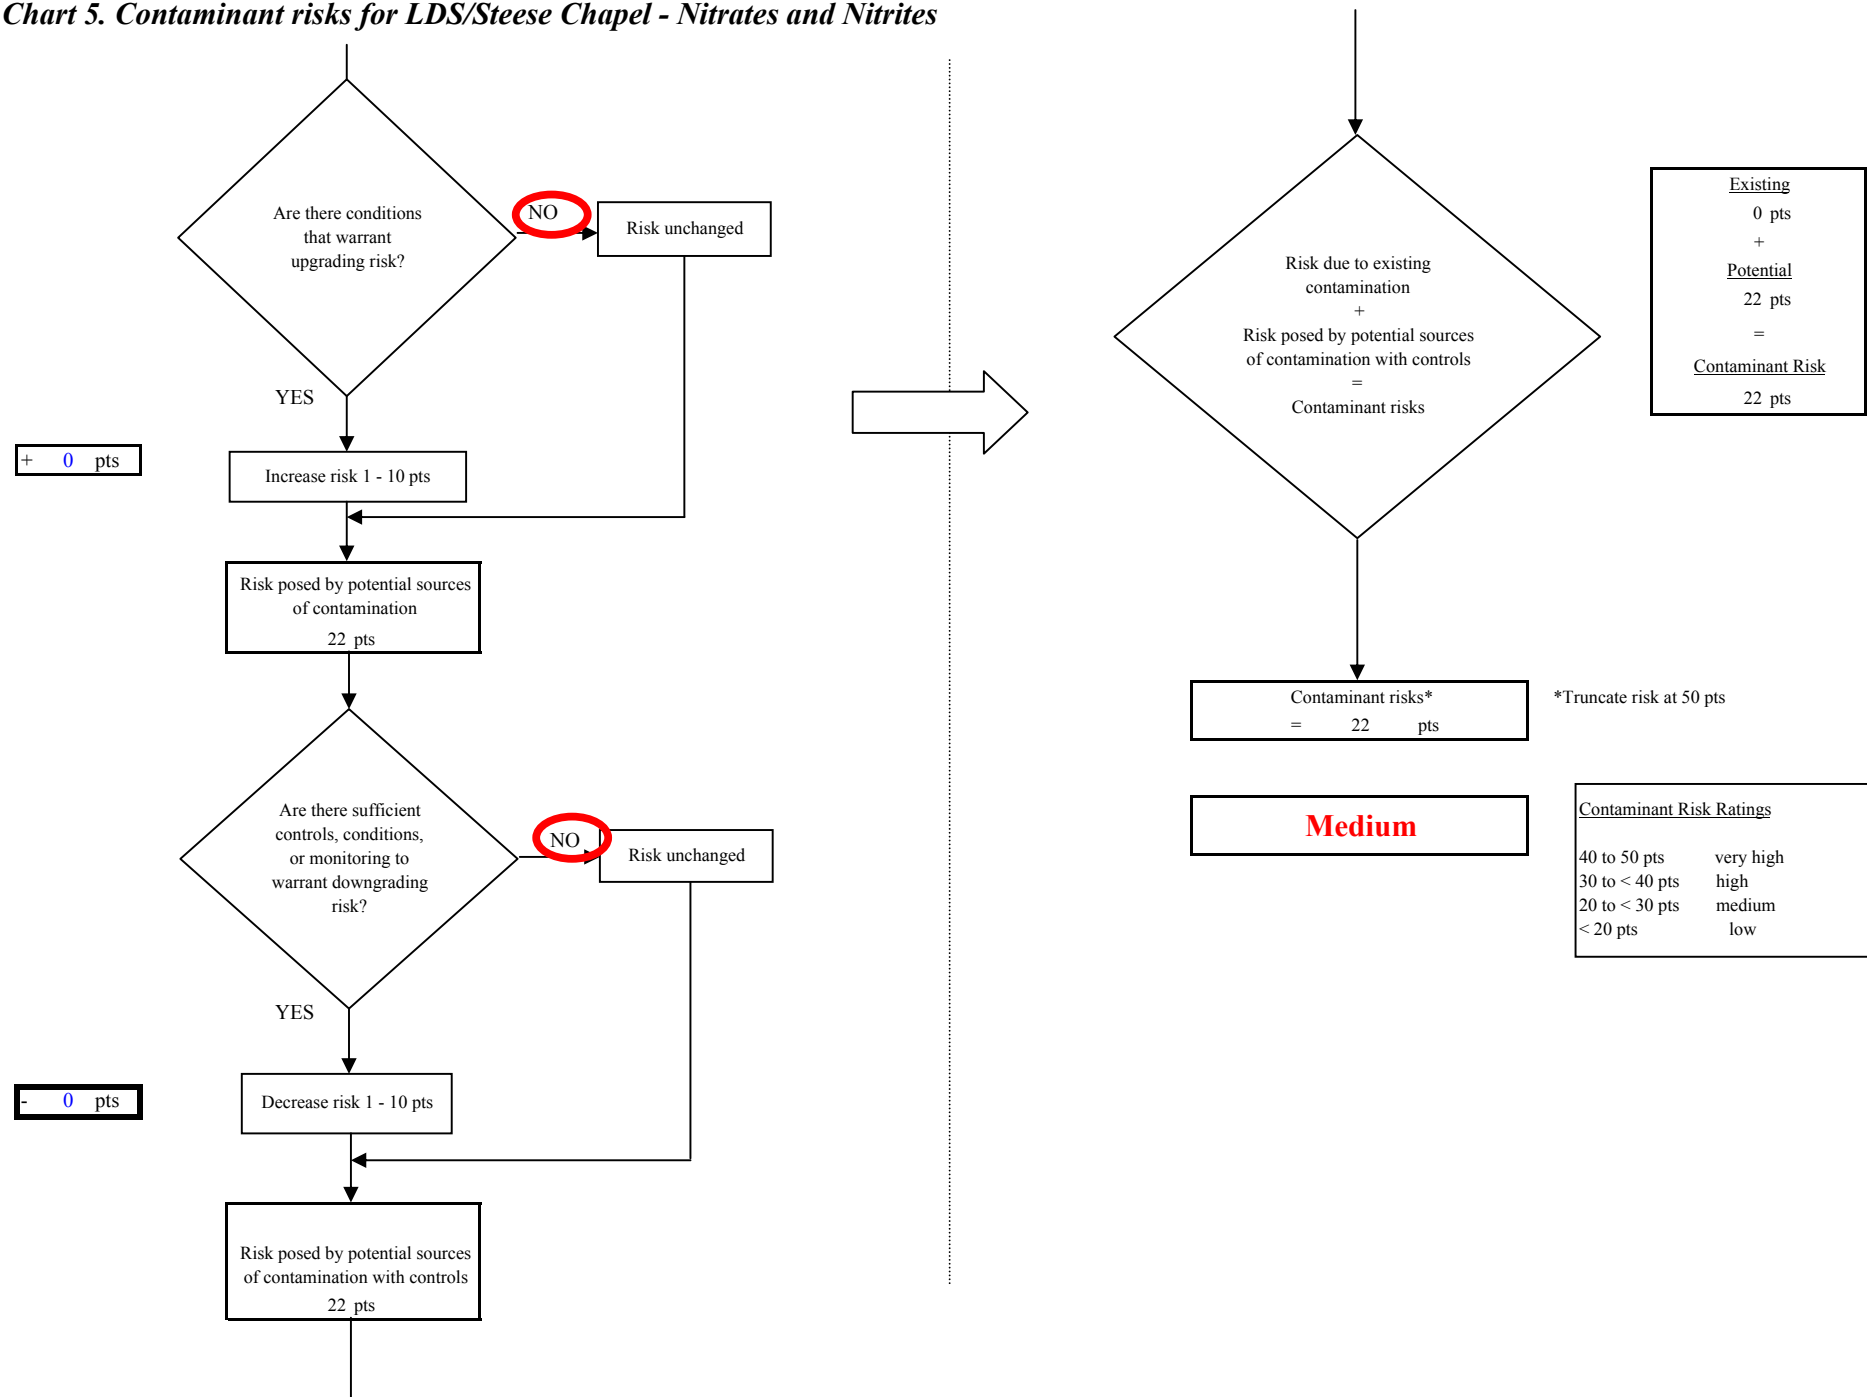 Chart 5. Contaminant risks for LDS/Steese Chapel - Nitrates and Nitrites
Are there conditions
that warrant
upgrading risk?
NO
Risk unchanged
YES
+ 0 pts
Increase risk 1 - 10 pts
Risk posed by potential sources
of contamination
22 pts
Are there sufficient
controls, conditions,
or monitoring to
warrant downgrading
risk?
NO
Risk unchanged
YES
- 0 pts
Decrease risk 1 - 10 pts
Risk posed by potential sources
of contamination with controls
22 pts
Risk due to existing
contamination
+
Risk posed by potential sources
of contamination with controls
=
Contaminant risks
Existing
0 pts
+
Potential
22 pts
=
Contaminant Risk
22 pts
Contaminant risks*
= 22 pts
*Truncate risk at 50 pts
Medium
Contaminant Risk Ratings
40 to 50 pts very high
30 to < 40 pts high
20 to < 30 pts medium
< 20 pts low